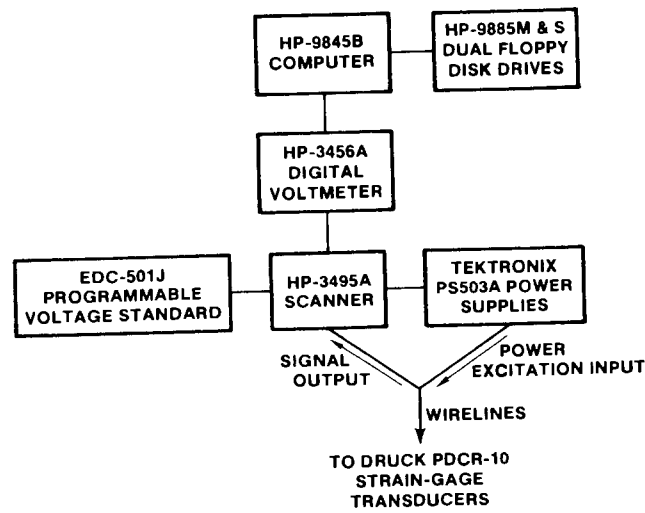 HP-9845B
COMPUTER
HP-9885M & S
DUAL FLOPPY
DISK DRIVES
HP-3456A
DIGITAL
VOLTMETER
EDC-501J
PROGRAMMABLE
VOLTAGE STANDARD
HP-3495A
SCANNER
TEKTRONIX
PS503A POWER
SUPPLIES
SIGNAL
OUTPUT
POWER
EXCITATION INPUT
WIRELINES
TO DRUCK PDCR-10
STRAIN-GAGE
TRANSDUCERS